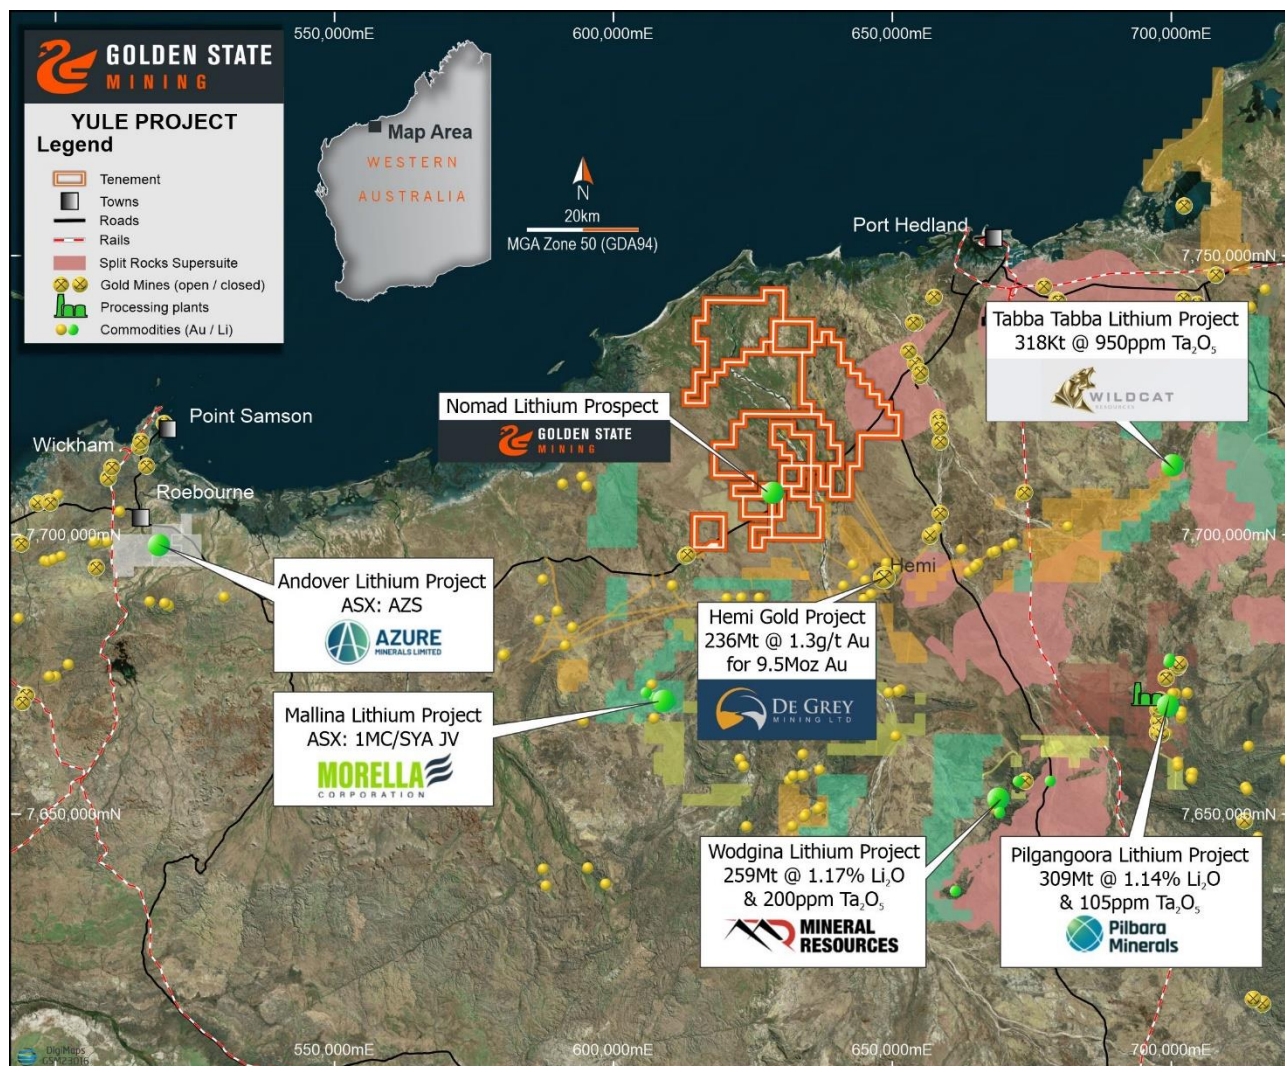 550,000mE
600,000mE
650,000mE
700,000mE
GOLDEN STATE
MINING
YULE PROJECT
Legend
Tenement
Towns
Roads
Rails
Split Rocks Supersuite
Gold Mines (open / closed)
Processing plants
Commodities (Au / Li)
Map Area
WESTERN
AUSTRALIA
N
20km
MGA Zone 50 (GDA94)
Port Hedland
7,750,000mN
Tabba Tabba Lithium Project
318Kt @ 950ppm Ta₂O₅
WILDCAT
RESOURCES
Nomad Lithium Prospect
GOLDEN STATE
MINING
Point Samson
Wickham
Roebourne
7,700,000mN
7,700,000mN
Andover Lithium Project
ASX: AZS
AZURE
MINERALS LIMITED
Hemi
Hemi Gold Project
236Mt @ 1.3g/t Au
for 9.5Moz Au
DE GREY
MINING LTD
Mallina Lithium Project
ASX: 1MC/SYA JV
MORELLA
CORPORATION
7,650,000mN
7,650,000mN
Wodgina Lithium Project
259Mt @ 1.17% Li₂O
& 200ppm Ta₂O₅
MINERAL
RESOURCES
Pilgangoora Lithium Project
309Mt @ 1.14% Li₂O
& 105ppm Ta₂O₅
Pilbara
Minerals
DigiMaps
GSM23016
550,000mE
600,000mE
650,000mE
700,000mE